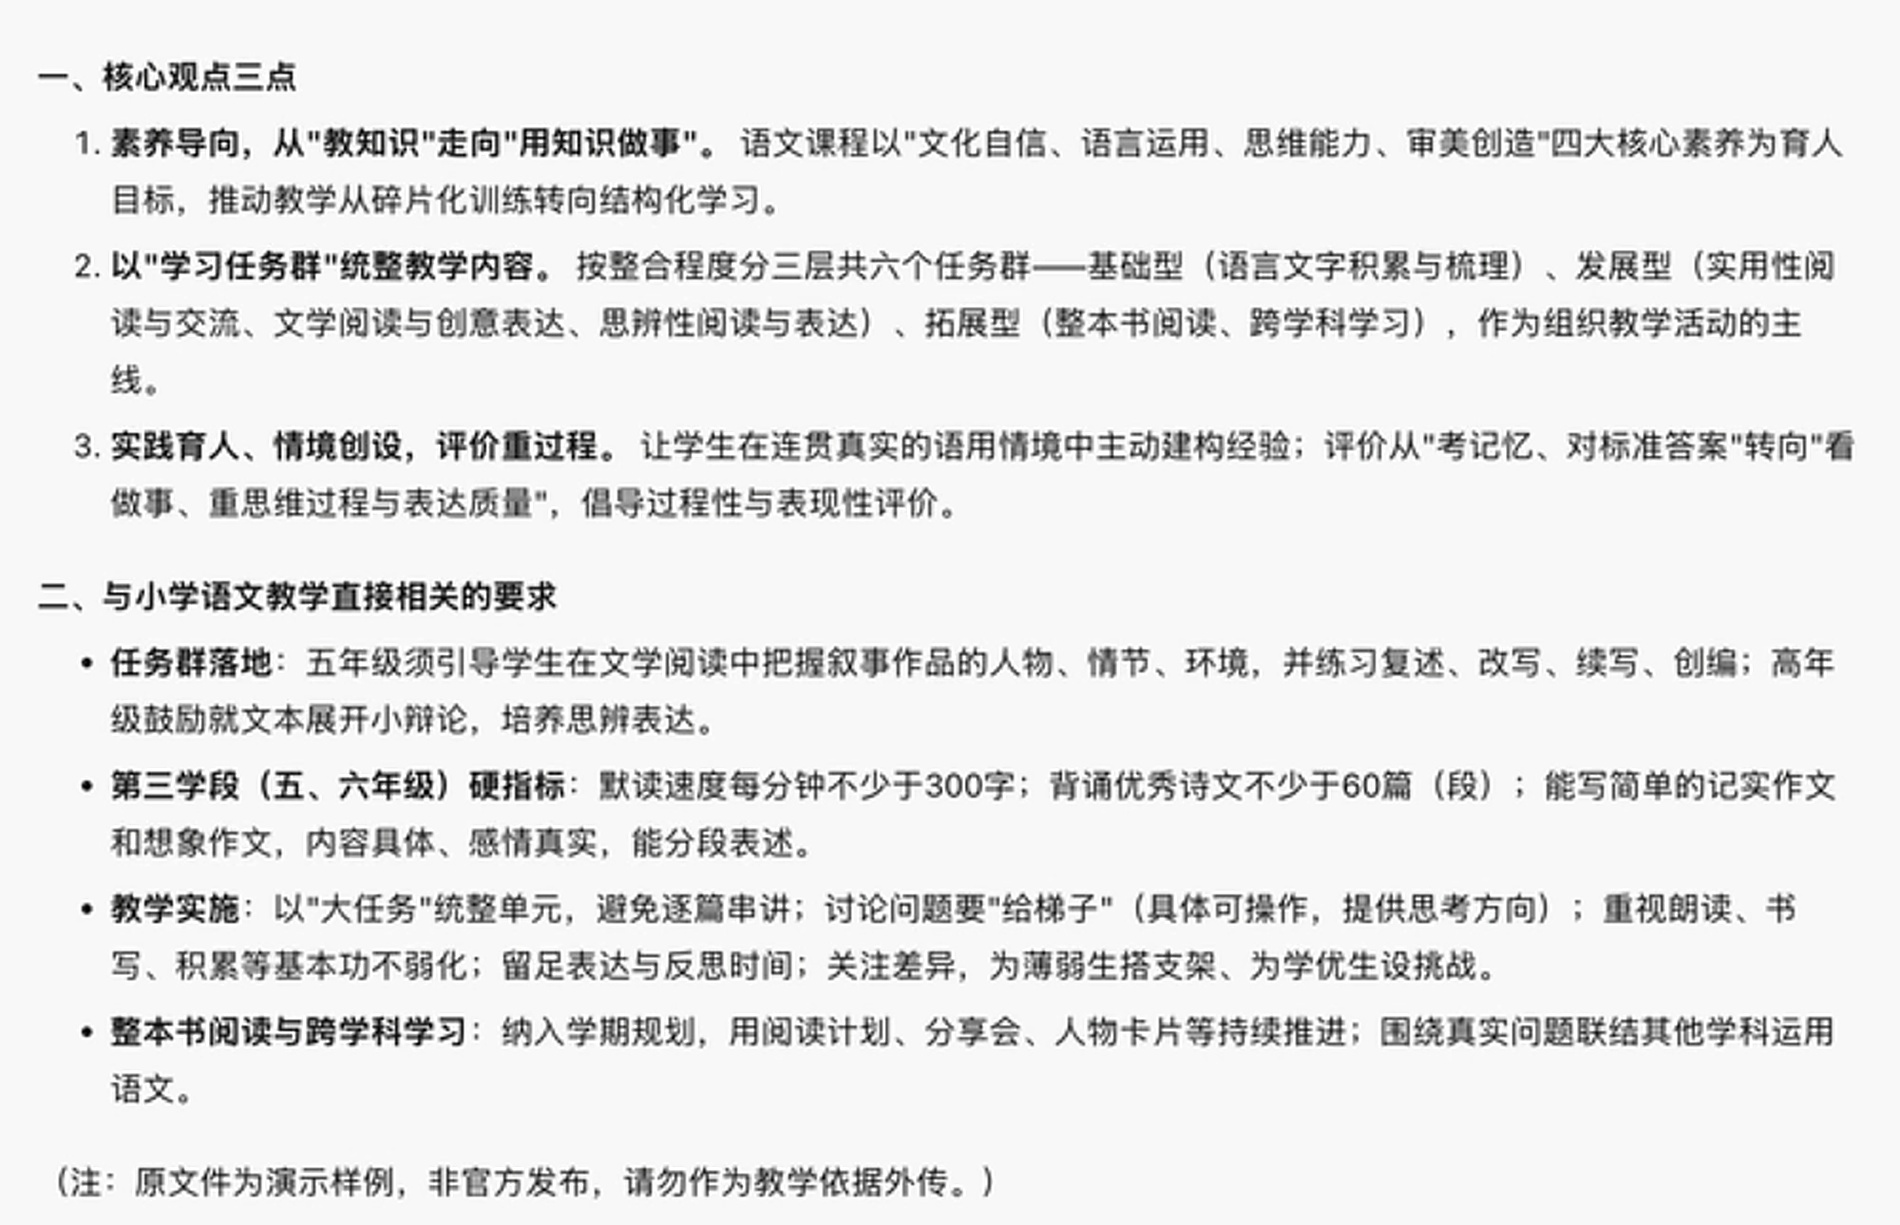 一、核心观点三点
1. 素养导向，从"教知识"走向"用知识做事"。 语文课程以"文化自信、语言运用、思维能力、审美创造"四大核心素养为育人
目标，推动教学从碎片化训练转向结构化学习。
2. 以"学习任务群"统整教学内容。 按整合程度分三层共六个任务群——基础型（语言文字积累与梳理）、发展型（实用性阅
读与交流、文学阅读与创意表达、思辨性阅读与表达）、拓展型（整本书阅读、跨学科学习），作为组织教学活动的主
线。
3. 实践育人、情境创设，评价重过程。 让学生在连贯真实的语用情境中主动建构经验；评价从"考记忆、对标准答案"转向"看
做事、重思维过程与表达质量"，倡导过程性与表现性评价。
二、与小学语文教学直接相关的要求
• 任务群落地：五年级须引导学生在文学阅读中把握叙事作品的人物、情节、环境，并练习复述、改写、续写、创编；高年
级鼓励就文本展开小辩论，培养思辨表达。
• 第三学段（五、六年级）硬指标：默读速度每分钟不少于300字；背诵优秀诗文不少于60篇（段）；能写简单的记实作文
和想象作文，内容具体、感情真实，能分段表述。
• 教学实施：以"大任务"统整单元，避免逐篇串讲；讨论问题要"给梯子"（具体可操作，提供思考方向）；重视朗读、书
写、积累等基本功不弱化；留足表达与反思时间；关注差异，为薄弱生搭支架、为学优生设挑战。
• 整本书阅读与跨学科学习：纳入学期规划，用阅读计划、分享会、人物卡片等持续推进；围绕真实问题联结其他学科运用
语文。
（注：原文件为演示样例，非官方发布，请勿作为教学依据外传。）